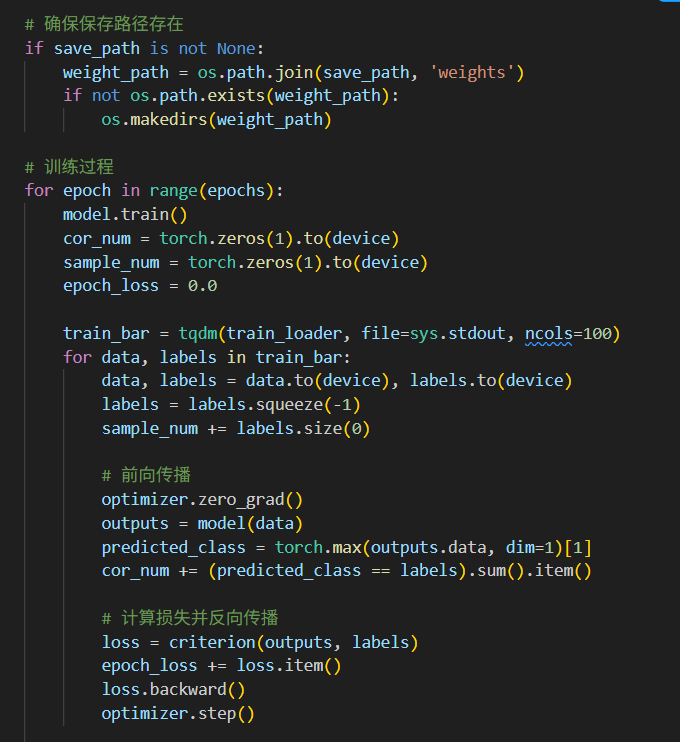 # 确保保存路径存在
if save_path is not None:
    weight_path = os.path.join(save_path, 'weights')
    if not os.path.exists(weight_path):
        os.makedirs(weight_path)

# 训练过程
for epoch in range(epochs):
    model.train()
    cor_num = torch.zeros(1).to(device)
    sample_num = torch.zeros(1).to(device)
    epoch_loss = 0.0

    train_bar = tqdm(train_loader, file=sys.stdout, ncols=100)
    for data, labels in train_bar:
        data, labels = data.to(device), labels.to(device)
        labels = labels.squeeze(-1)
        sample_num += labels.size(0)

        # 前向传播
        optimizer.zero_grad()
        outputs = model(data)
        predicted_class = torch.max(outputs.data, dim=1)[1]
        cor_num += (predicted_class == labels).sum().item()

        # 计算损失并反向传播
        loss = criterion(outputs, labels)
        epoch_loss += loss.item()
        loss.backward()
        optimizer.step()